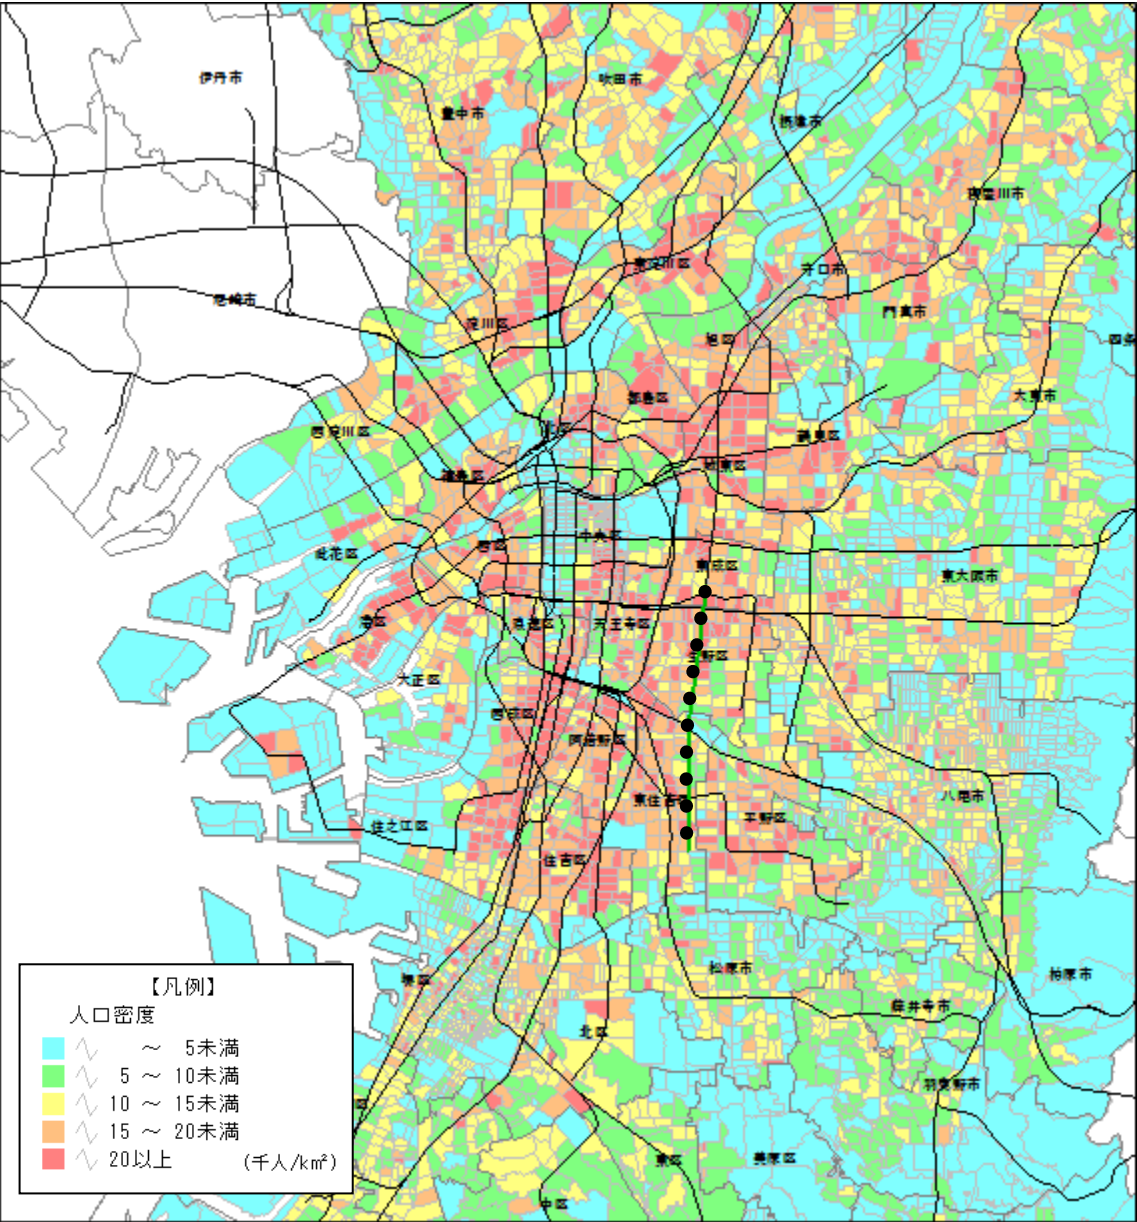 伊丹市
吹田市
豊中市
摂津市
寝屋川市
東淀川区
守口市
尼崎市
門真市
淀川区
旭区
四条
都島区
大東市
北区
西淀川区
鶴見区
城東区
福島区
中央区
西区
此花区
東成区
東大阪市
港区
浪速区
天王寺区
生野区
大正区
西成区
阿倍野区
東住吉区
八尾市
平野区
住之江区
住吉区
松原市
柏原市
堺区
藤井寺市
北区
羽曳野市
区
東区
美原区
中区
【凡例】
人口密度
～ 5未満
5 ～ 10未満
10 ～ 15未満
15 ～ 20未満
20以上 (千人/km²)